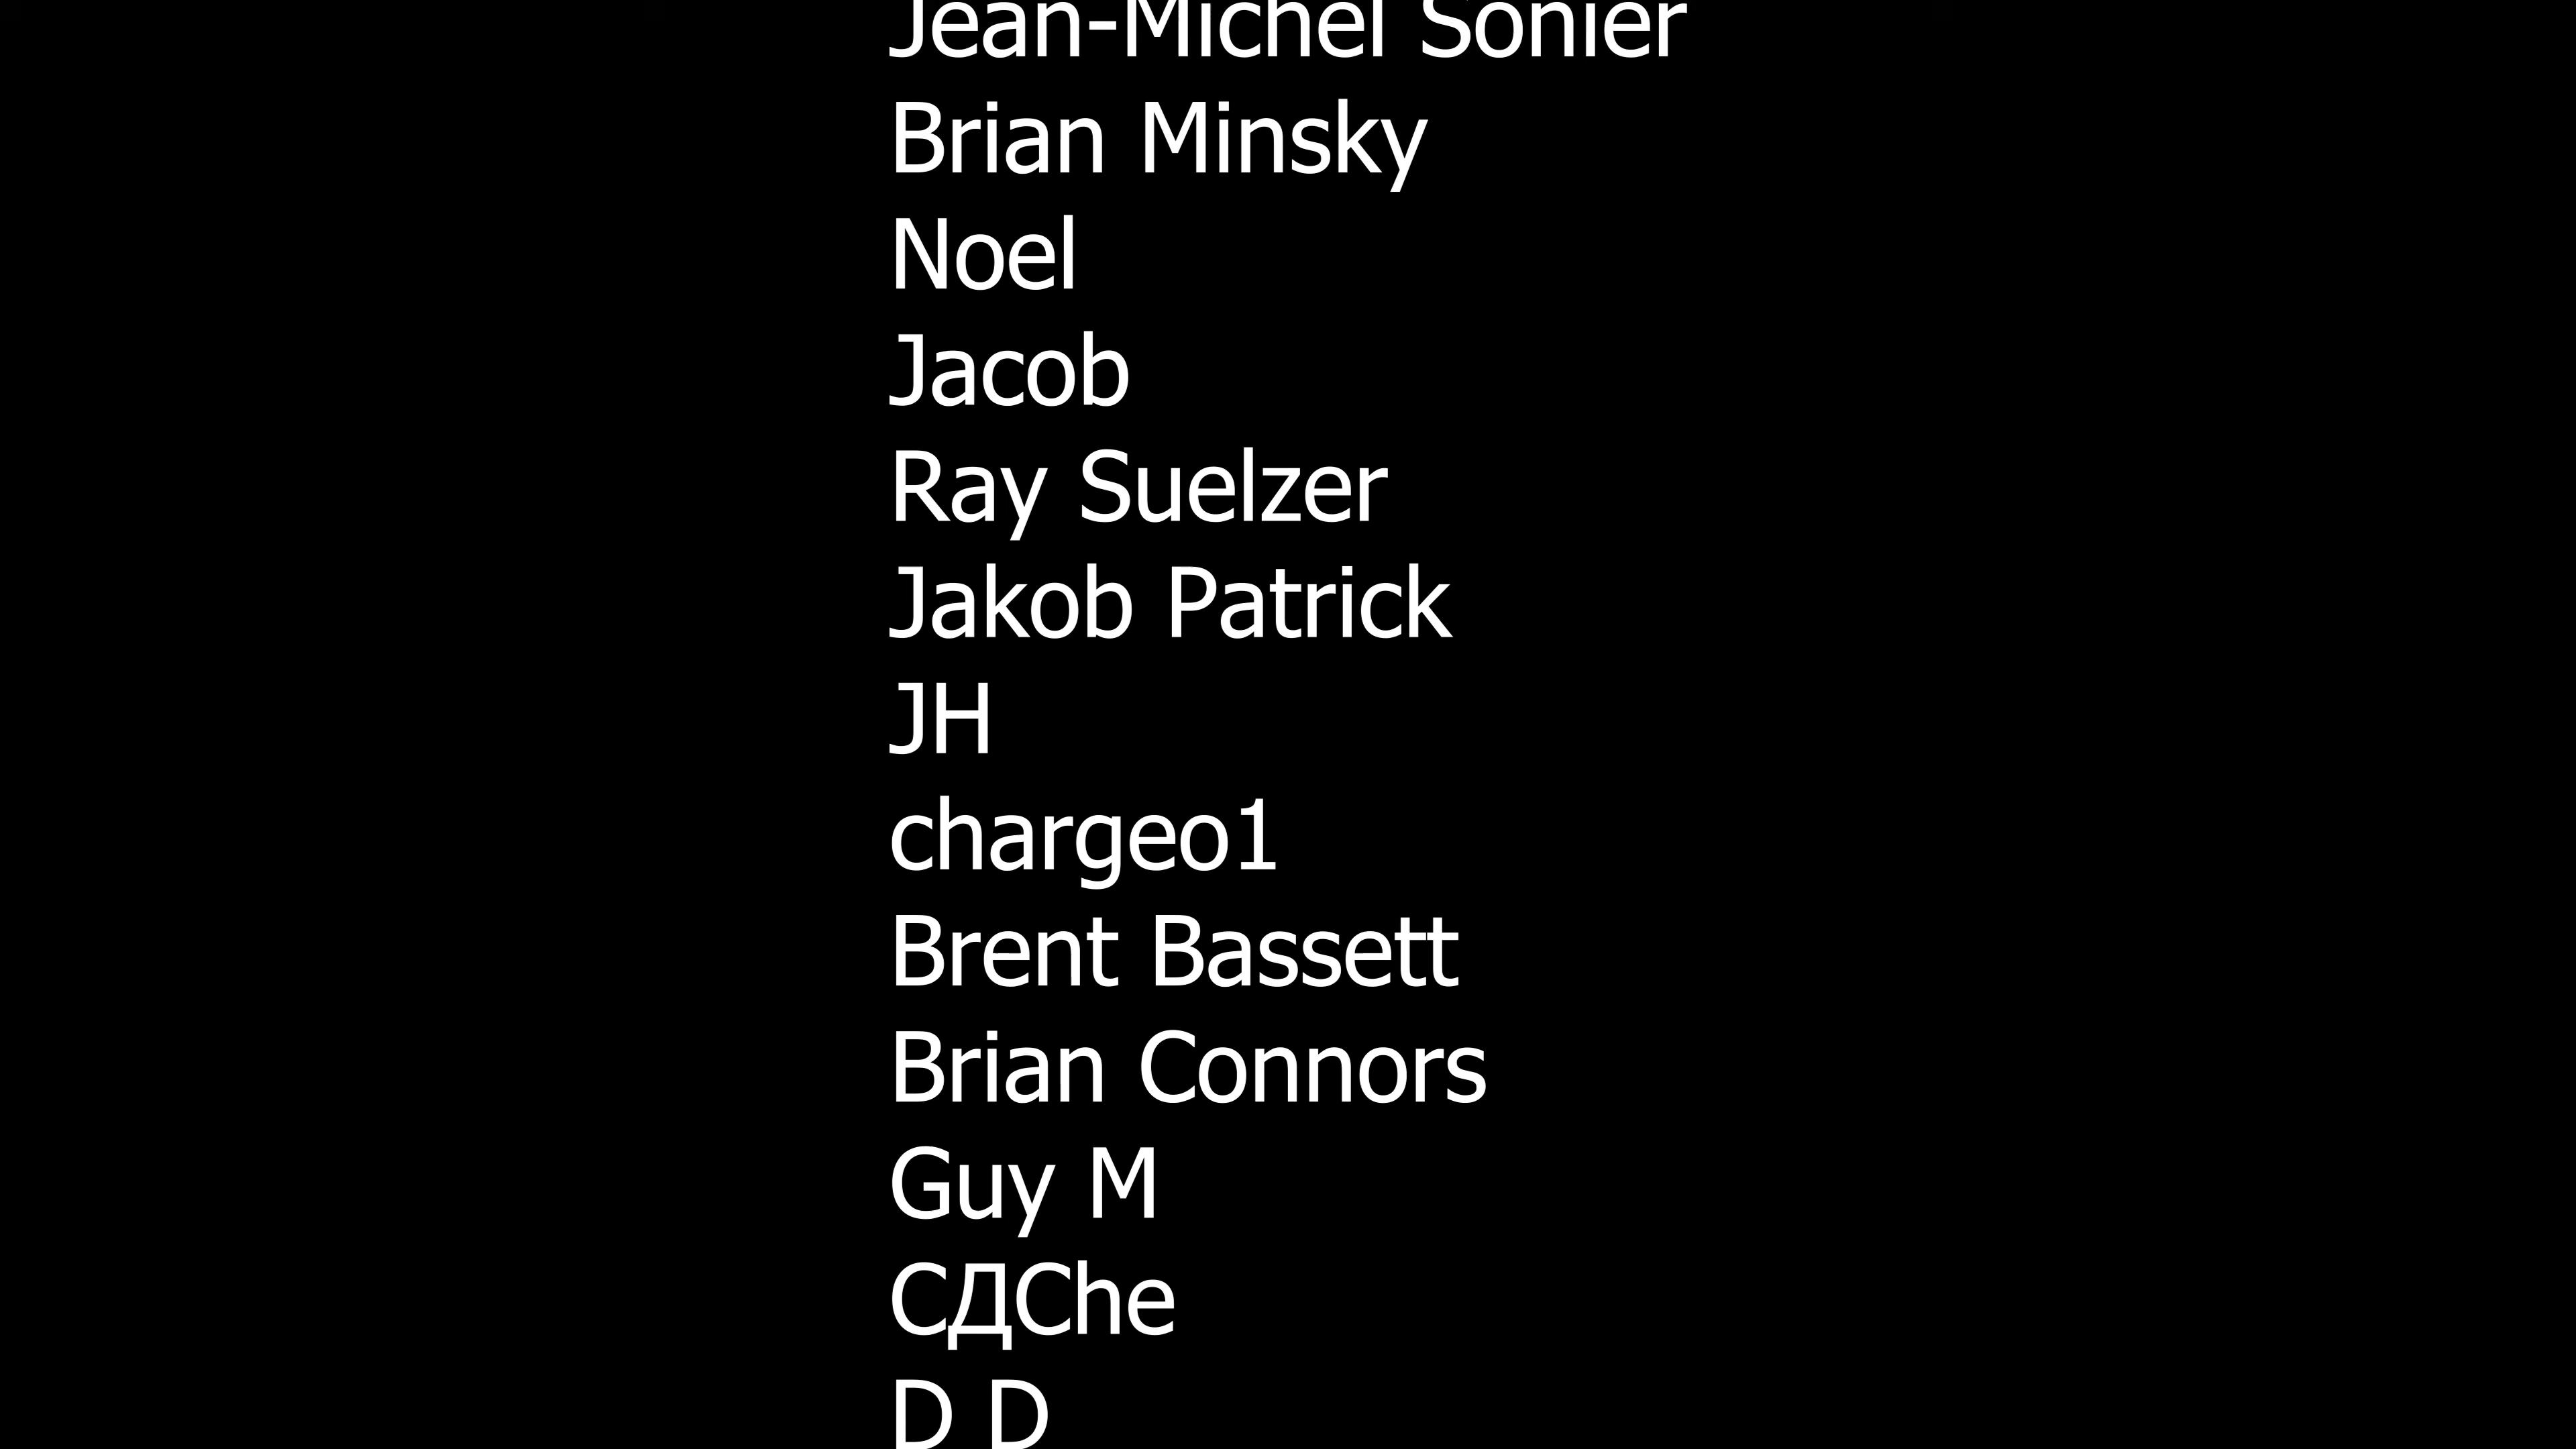 Jean-Michel Sonier
Brian Minsky
Noel
Jacob
Ray Suelzer
Jakob Patrick
JH
chargeo1
Brent Bassett
Brian Connors
Guy M
СДChe
D D